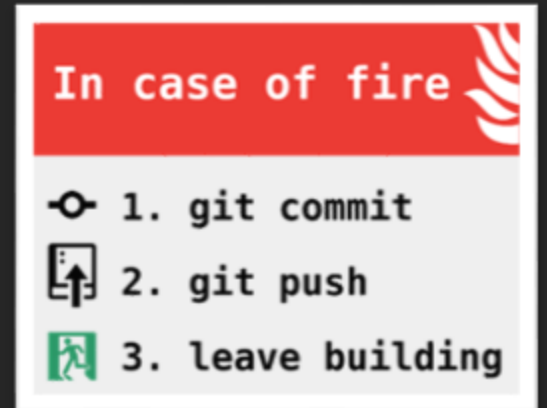 In case of fire
1. git commit
2. git push
3. leave building